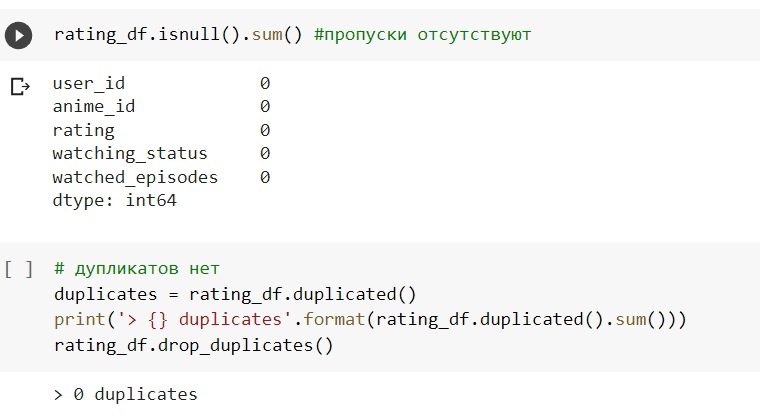 rating_df.isnull().sum() #пропуски отсутствуют
user_id 0
anime_id 0
rating 0
watching_status 0
watched_episodes 0
dtype: int64
[ ] # дупликатов нет
duplicates = rating_df.duplicated()
print('> {} duplicates'.format(rating_df.duplicated().sum()))
rating_df.drop_duplicates()
> 0 duplicates